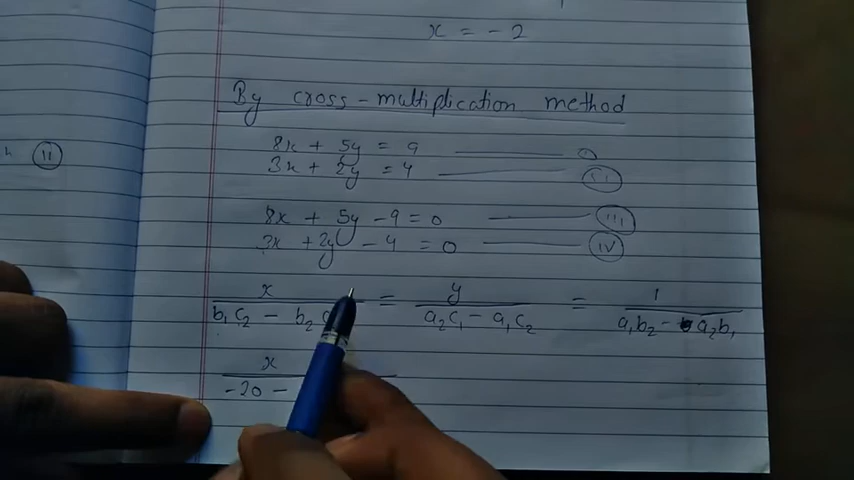 x = - 2
By cross - multiplication method
8x + 5y = 9
3x + 2y = 4 (ii)
h (II)
8x + 5y - 9 = 0 (III)
3x + 2y - 4 = 0 (IV)
x / b₁c₂ - b₂ = y / a₂c₁ - a₁c₂ = 1 / a₁b₂ - a₂b₁
x / -20 -